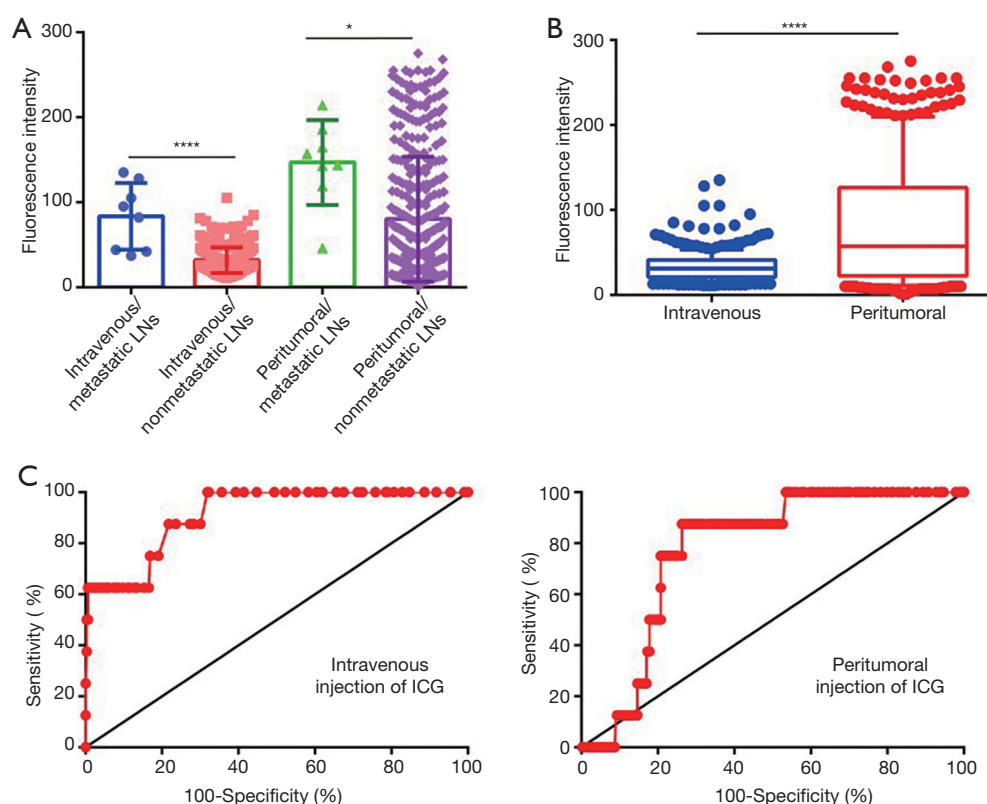 A
Fluorescence intensity
300
200
100
0
****
*
Intravenous/
metastatic LNs
Intravenous/
nonmetastatic LNs
Peritumoral/
metastatic LNs
Peritumoral/
nonmetastatic LNs
B
Fluorescence intensity
300
200
100
0
****
Intravenous
Peritumoral
C
Sensitivity ( %)
100
80
60
40
20
0
0 20 40 60 80 100
100-Specificity (%)
Intravenous
injection of ICG
Sensitivity ( %)
100
80
60
40
20
0
0 20 40 60 80 100
100-Specificity (%)
Peritumoral
injection of ICG